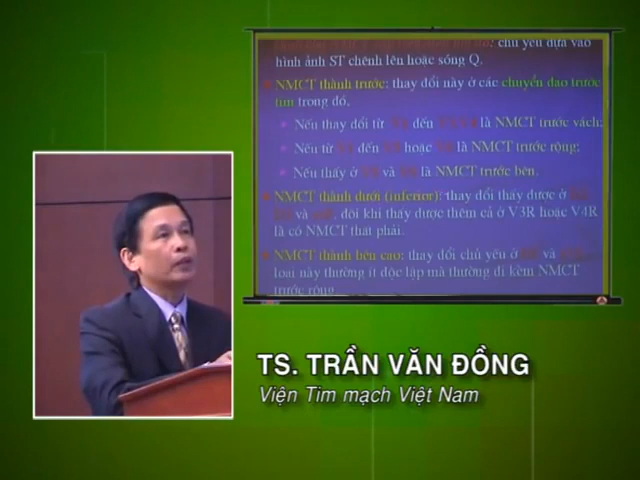 chủ yếu dựa vào
hình ảnh ST chênh lên hoặc sóng Q.
NMCT thành trước: thay đổi này ở các chuyển đạo trước
tim trong đó.
Nếu thay đổi từ đến là NMCT trước vách;
Nếu từ đến hoặc là NMCT trước rộng;
Nếu thấy ở và là NMCT trước bên.
NMCT thành dưới (inferior): thay đổi thấy được ở
và đôi khi thấy được thêm cả ở V3R hoặc V4R
là có NMCT thất phải.
NMCT thành bên cao: thay đổi chủ yếu ở và
loại này thường ít độc lập mà thường đi kèm NMCT
trước rộng
TS. TRẦN VĂN ĐỒNG
Viện Tim mạch Việt Nam